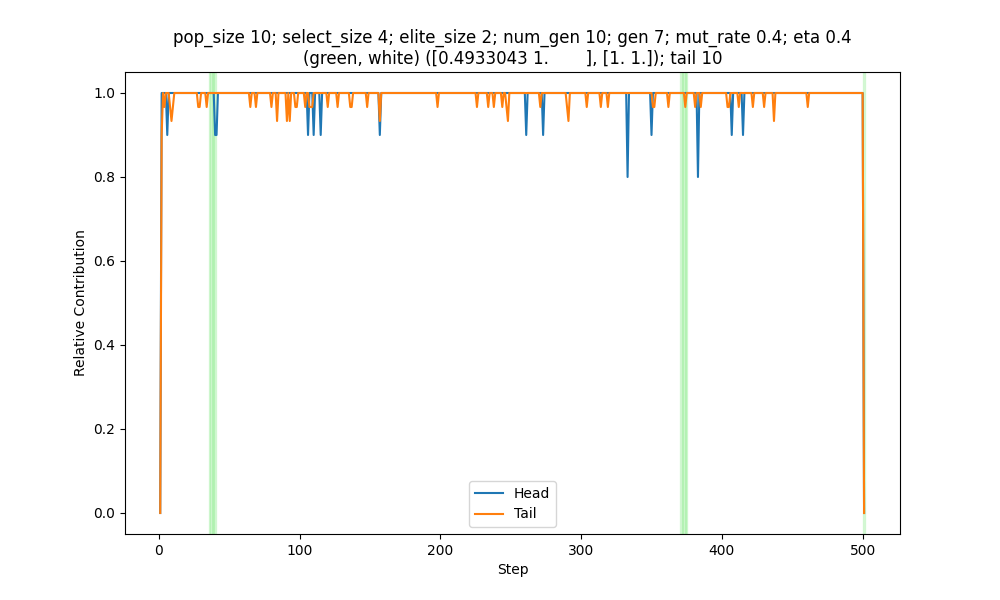 pop_size 10; select_size 4; elite_size 2; num_gen 10; gen 7; mut_rate 0.4; eta 0.4
(green, white) ([0.4933043 1.       ], [1. 1.]); tail 10
1.0
0.8
0.6
0.4
0.2
0.0
Relative Contribution
Head
Tail
0
100
200
300
400
500
Step